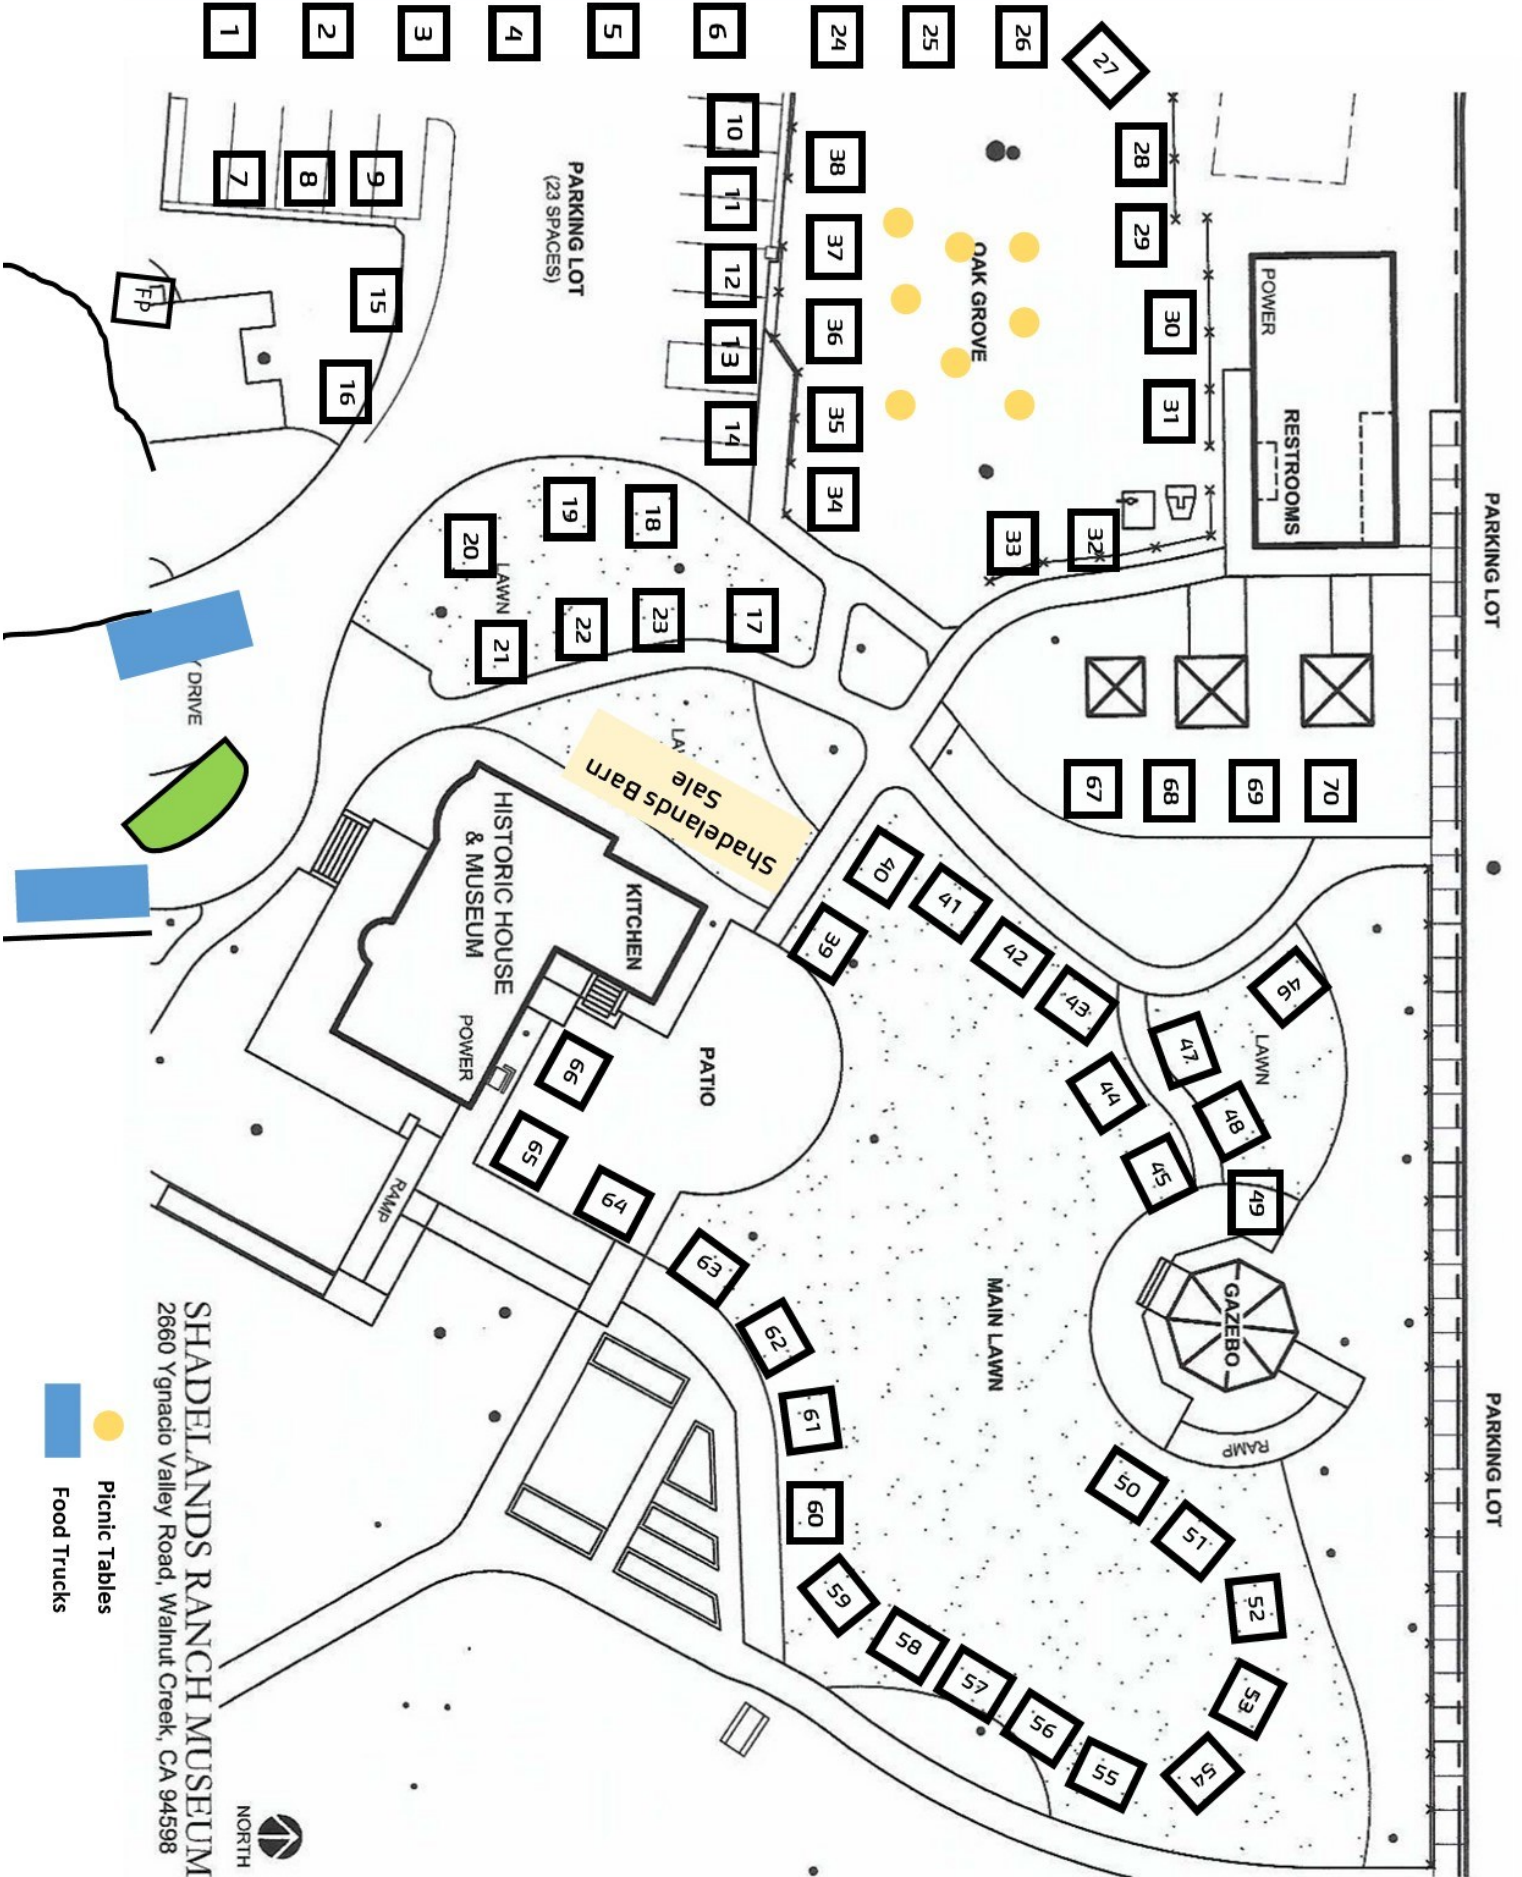 1
2
3
4
5
6
24
25
26
27
7
8
9
10
11
12
13
14
15
16
FP
PARKING LOT
(23 SPACES)
38
37
36
35
34
28
29
30
31
32
33
OAK GROVE
POWER
RESTROOMS
PARKING LOT
20
19
18
21
22
23
17
LAWN
Y DRIVE
LA
Shadelands Barn
Sale
67
68
69
70
HISTORIC HOUSE
& MUSEUM
KITCHEN
POWER
PATIO
40
39
41
42
43
44
45
46
47
48
49
LAWN
66
65
64
63
62
61
60
59
58
57
56
55
54
53
52
51
50
RAMP
MAIN LAWN
GAZEBO
RAMP
PARKING LOT
SHADELANDS RANCH MUSEUM
2660 Ygnacio Valley Road, Walnut Creek, CA 94598
NORTH
Picnic Tables
Food Trucks